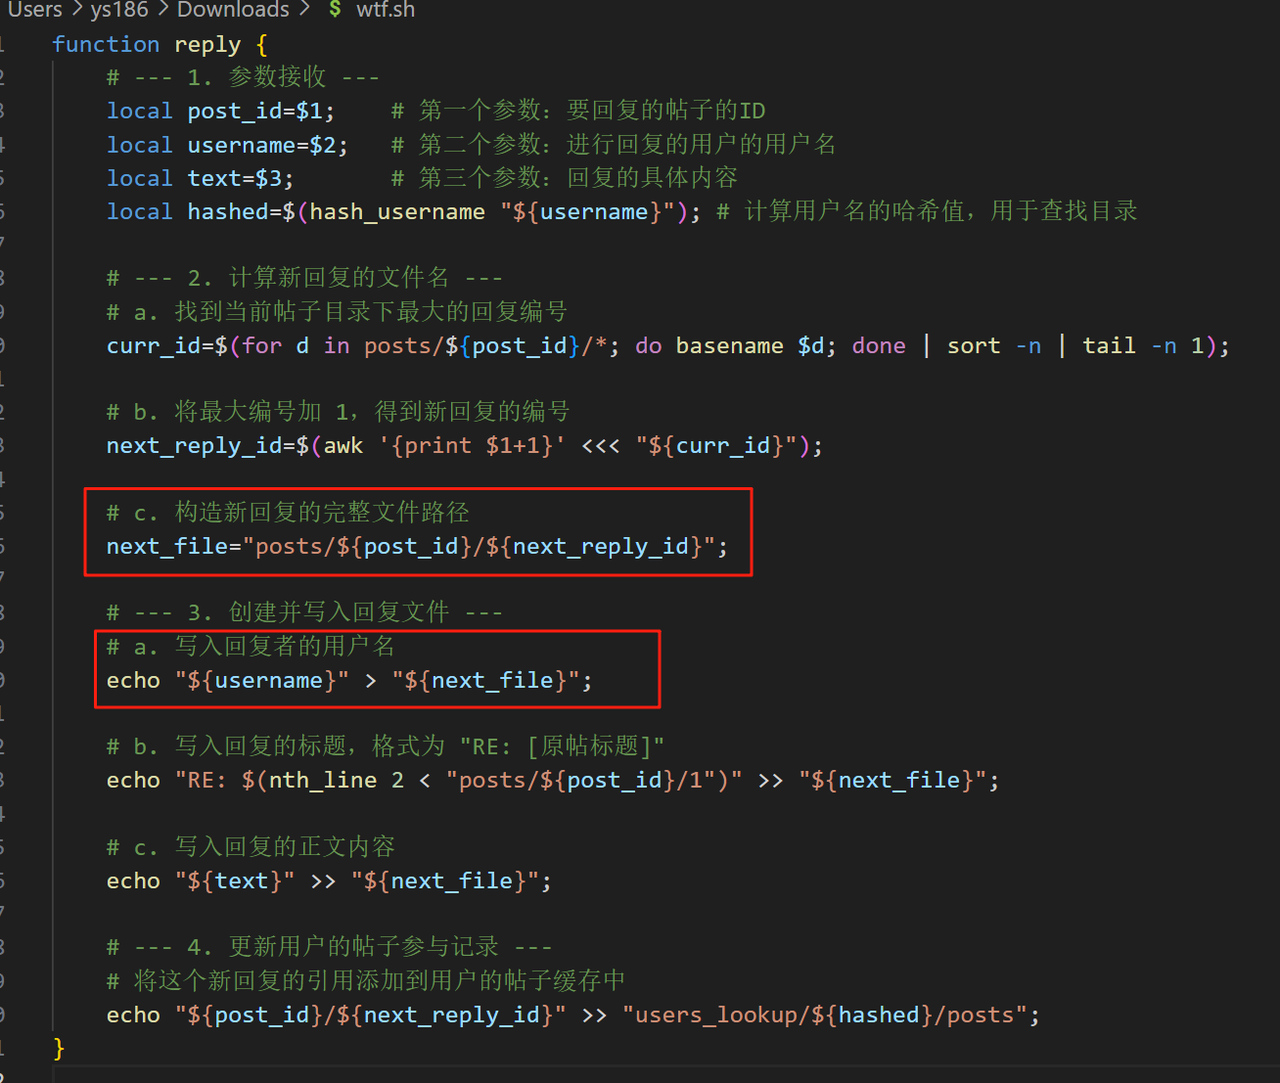 Users > ys186 > Downloads > $ wtf.sh
function reply {
# --- 1. 参数接收 ---
local post_id=$1; # 第一个参数：要回复的帖子的ID
local username=$2; # 第二个参数：进行回复的用户的用户名
local text=$3; # 第三个参数：回复的具体内容
local hashed=$(hash_username "${username}"); # 计算用户名的哈希值，用于查找目录
# --- 2. 计算新回复的文件名 ---
# a. 找到当前帖子目录下最大的回复编号
curr_id=$(for d in posts/${post_id}/*; do basename $d; done | sort -n | tail -n 1);
# b. 将最大编号加 1，得到新回复的编号
next_reply_id=$(awk '{print $1+1}' <<< "${curr_id}");
# c. 构造新回复的完整文件路径
next_file="posts/${post_id}/${next_reply_id}";
# --- 3. 创建并写入回复文件 ---
# a. 写入回复者的用户名
echo "${username}" > "${next_file}";
# b. 写入回复的标题，格式为 "RE: [原帖标题]"
echo "RE: $(nth_line 2 < "posts/${post_id}/1")" >> "${next_file}";
# c. 写入回复的正文内容
echo "${text}" >> "${next_file}";
# --- 4. 更新用户的帖子参与记录 ---
# 将这个新回复的引用添加到用户的帖子缓存中
echo "${post_id}/${next_reply_id}" >> "users_lookup/${hashed}/posts";
}